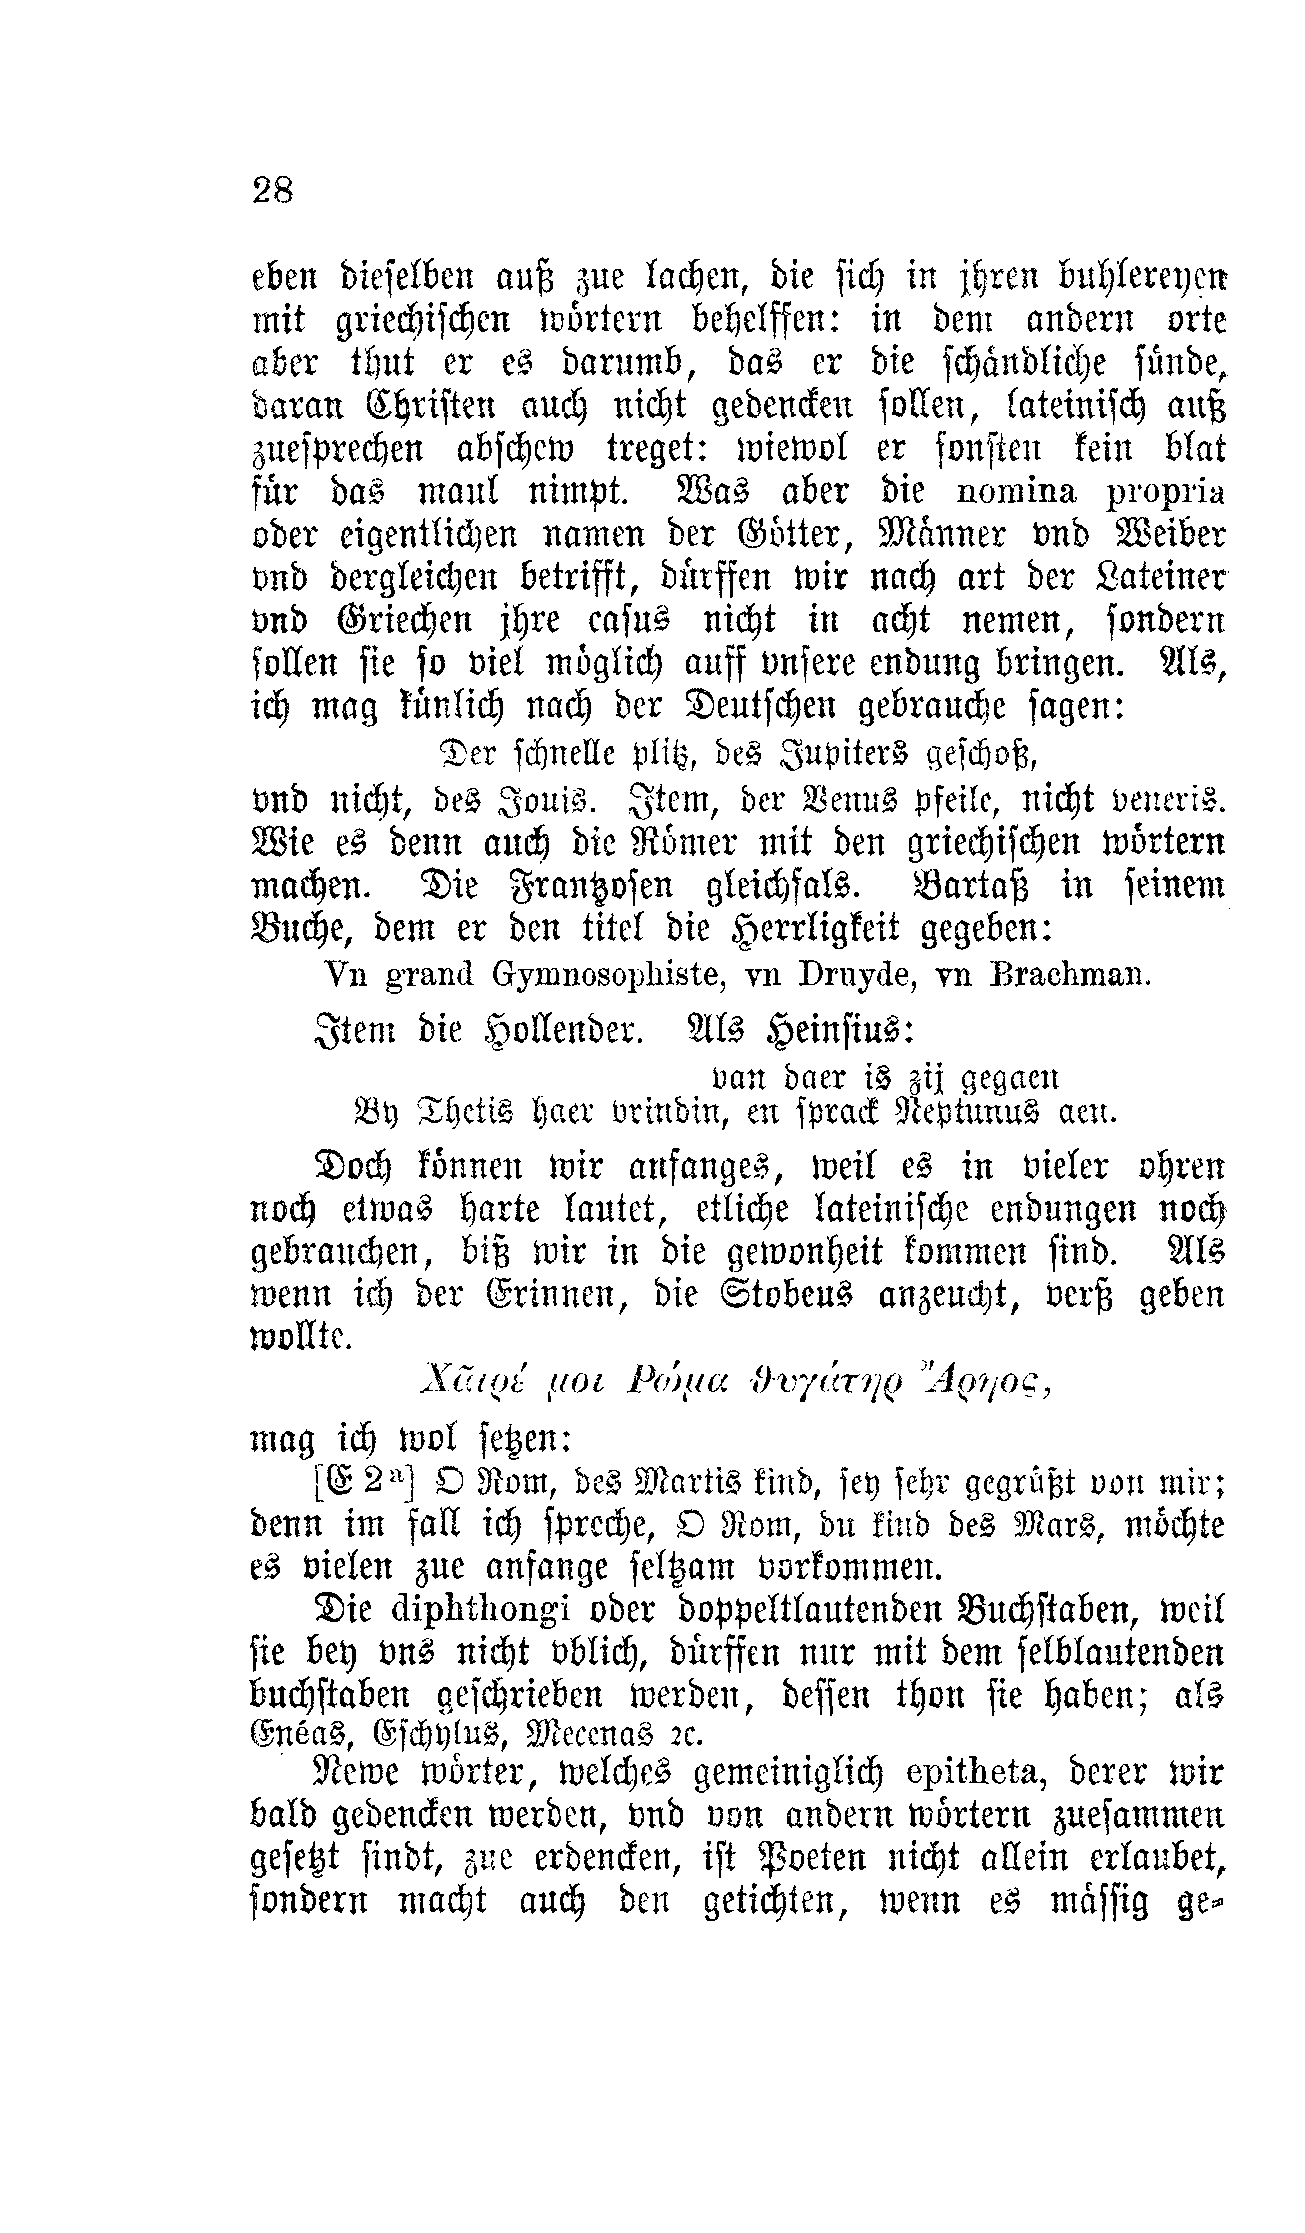 28
eben dieselben auß zue lachen, die sich in jhren buhlereyen
mit griechischen wörtern behelffen: in dem andern orte
aber thut er es darumb, das er die schändliche sünde,
daran Christen auch nicht gedencken sollen, lateinisch auß
zuesprechen abschew treget: wiewol er sonsten kein blat
für das maul nimpt. Was aber die nomina propria
oder eigentlichen namen der Götter, Männer vnd Weiber
vnd dergleichen betrifft, dürffen wir nach art der Lateiner
vnd Griechen jhre casus nicht in acht nemen, sondern
sollen sie so viel möglich auff vnsere endung bringen. Als,
ich mag künlich nach der Deutschen gebrauche sagen:
Der schnelle plitz, des Jupiters geschoß,
vnd nicht, des Jouis. Item, der Venus pfeile, nicht veneris.
Wie es denn auch die Römer mit den griechischen wörtern
machen. Die Frantzosen gleichfals. Bartaß in seinem
Buche, dem er den titel die Herrligkeit gegeben:
Vn grand Gymnosophiste, vn Druyde, vn Brachman.
Item die Hollender. Als Heinsius:
van daer is zij gegaen
By Thetis haer vrindin, en sprack Neptunus aen.
Doch können wir anfanges, weil es in vieler ohren
noch etwas harte lautet, etliche lateinische endungen noch
gebrauchen, biß wir in die gewonheit kommen sind. Als
wenn ich der Erinnen, die Stobeus anzeucht, verß geben
wollte.
Χᾶιρέ μοι Ρώμα θυγάτηρ Ἄρηος,
mag ich wol setzen:
[E 2ᵃ] O Rom, des Martis kind, sey sehr gegrüßt von mir;
denn im fall ich spreche, O Rom, du kind des Mars, möchte
es vielen zue anfange seltzam vorkommen.
Die diphthongi oder doppeltlautenden Buchstaben, weil
sie bey vns nicht vblich, dürffen nur mit dem selblautenden
buchstaben geschrieben werden, dessen thon sie haben; als
Enéas, Eschylus, Mecenas ꝛc.
Newe wörter, welches gemeiniglich epitheta, derer wir
bald gedencken werden, vnd von andern wörtern zuesammen
gesetzt sindt, zue erdencken, ist Poeten nicht allein erlaubet,
sondern macht auch den getichten, wenn es mässig ge-